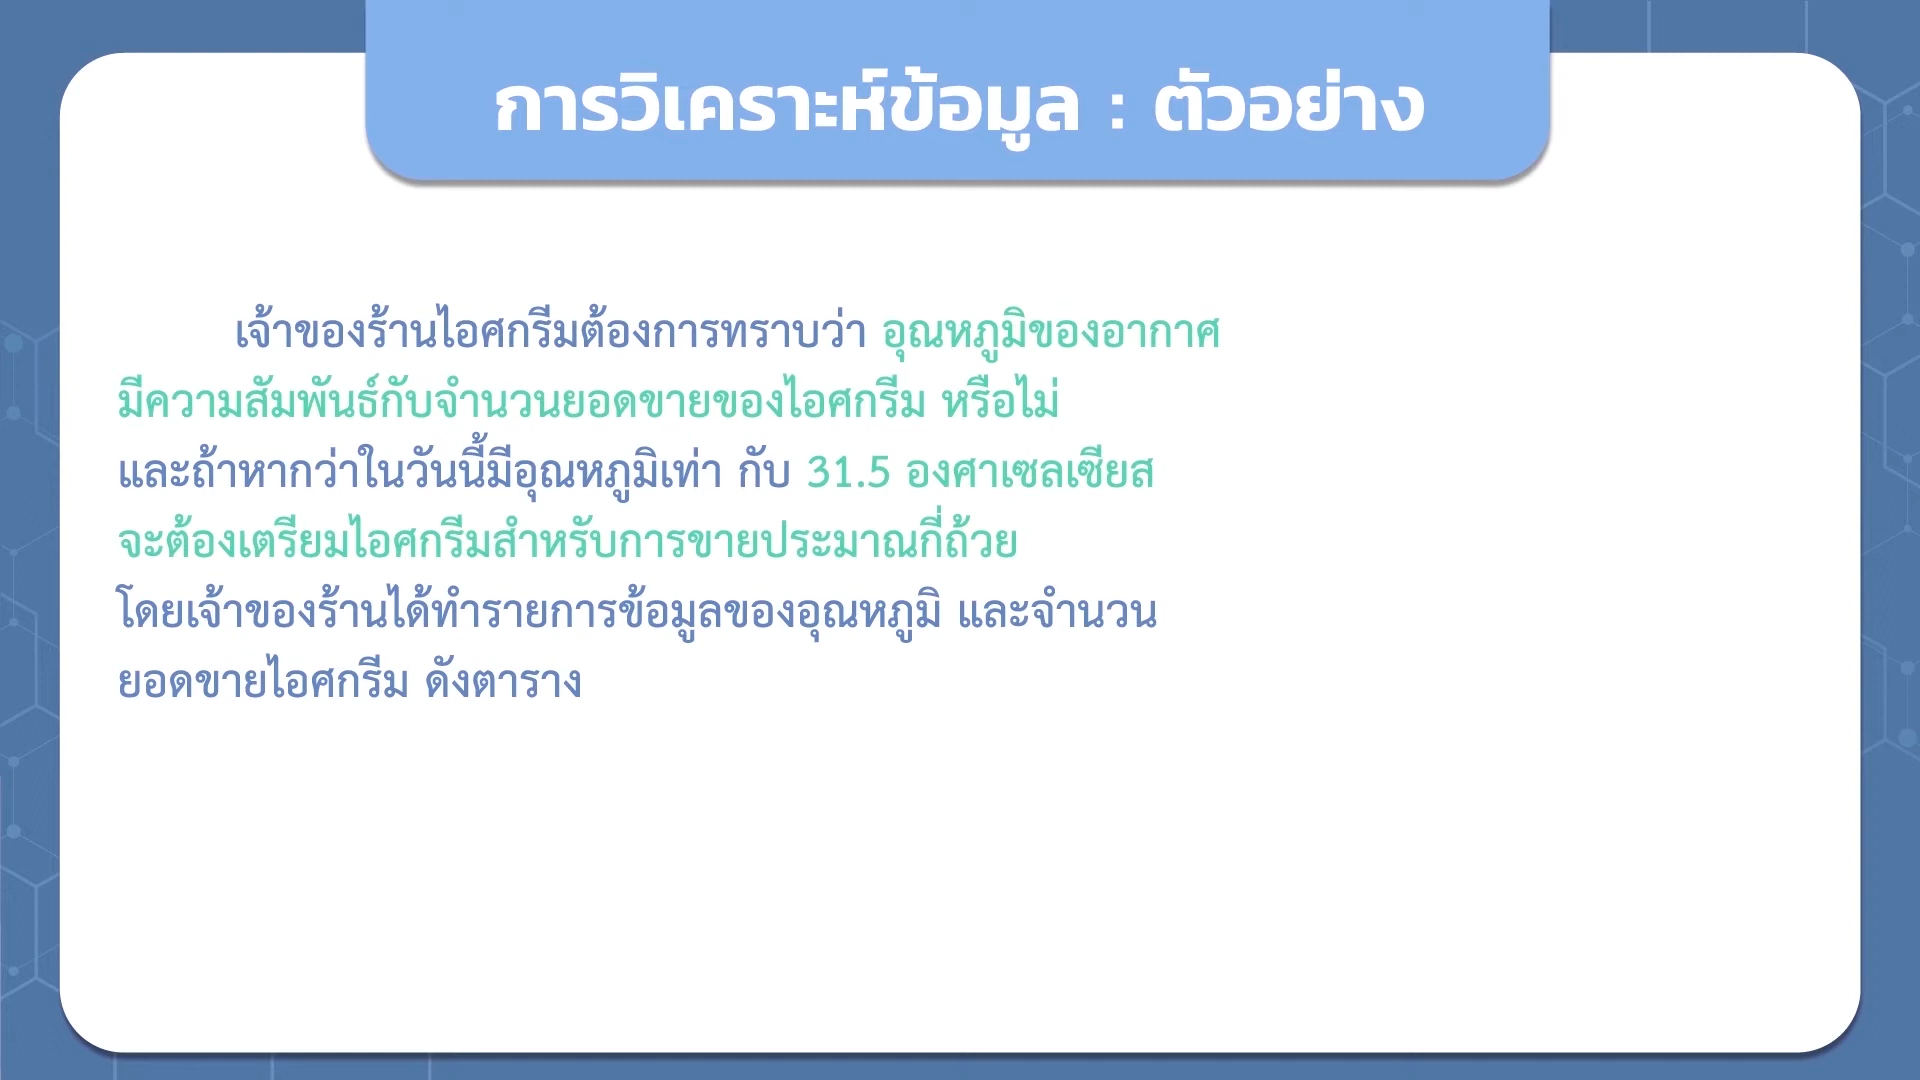 การวิเคราะห์ข้อมูล : ตัวอย่าง
เจ้าของร้านไอศกรีมต้องการทราบว่า อุณหภูมิของอากาศ
มีความสัมพันธ์กับจำนวนยอดขายของไอศกรีม หรือไม่
และถ้าหากว่าในวันนี้มีอุณหภูมิเท่า กับ 31.5 องศาเซลเซียส
จะต้องเตรียมไอศกรีมสำหรับการขายประมาณกี่ถ้วย
โดยเจ้าของร้านได้ทำรายการข้อมูลของอุณหภูมิ และจำนวน
ยอดขายไอศกรีม ดังตาราง